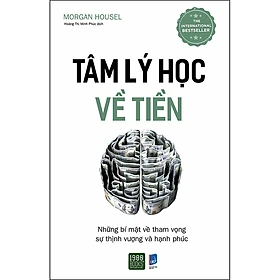 MORGAN HOUSEL
Hoàng Thị Minh Phúc dịch
THE
INTERNATIONAL
BESTSELLER
TÂM LÝ HỌC
VỀ TIỀN
Những bí mật về tham vọng
sự thịnh vượng và hạnh phúc
1980
BOOKS